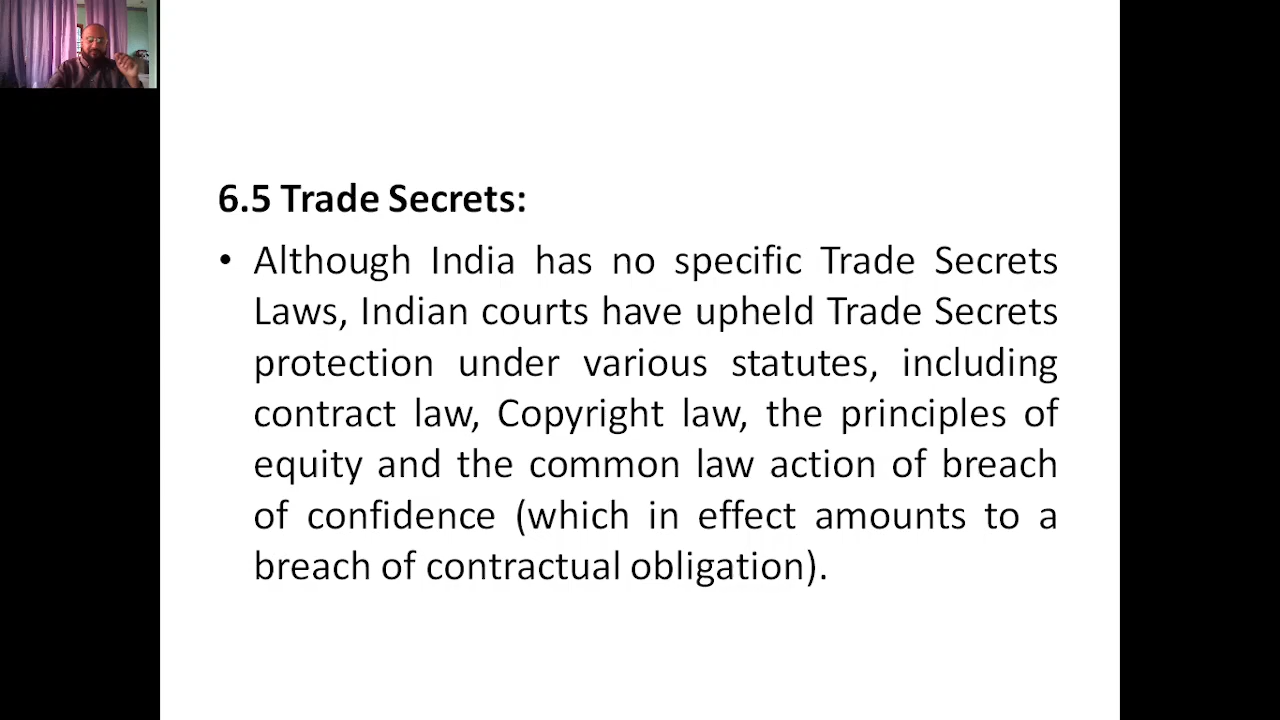 6.5 Trade Secrets:
• Although India has no specific Trade Secrets
Laws, Indian courts have upheld Trade Secrets
protection under various statutes, including
contract law, Copyright law, the principles of
equity and the common law action of breach
of confidence (which in effect amounts to a
breach of contractual obligation).